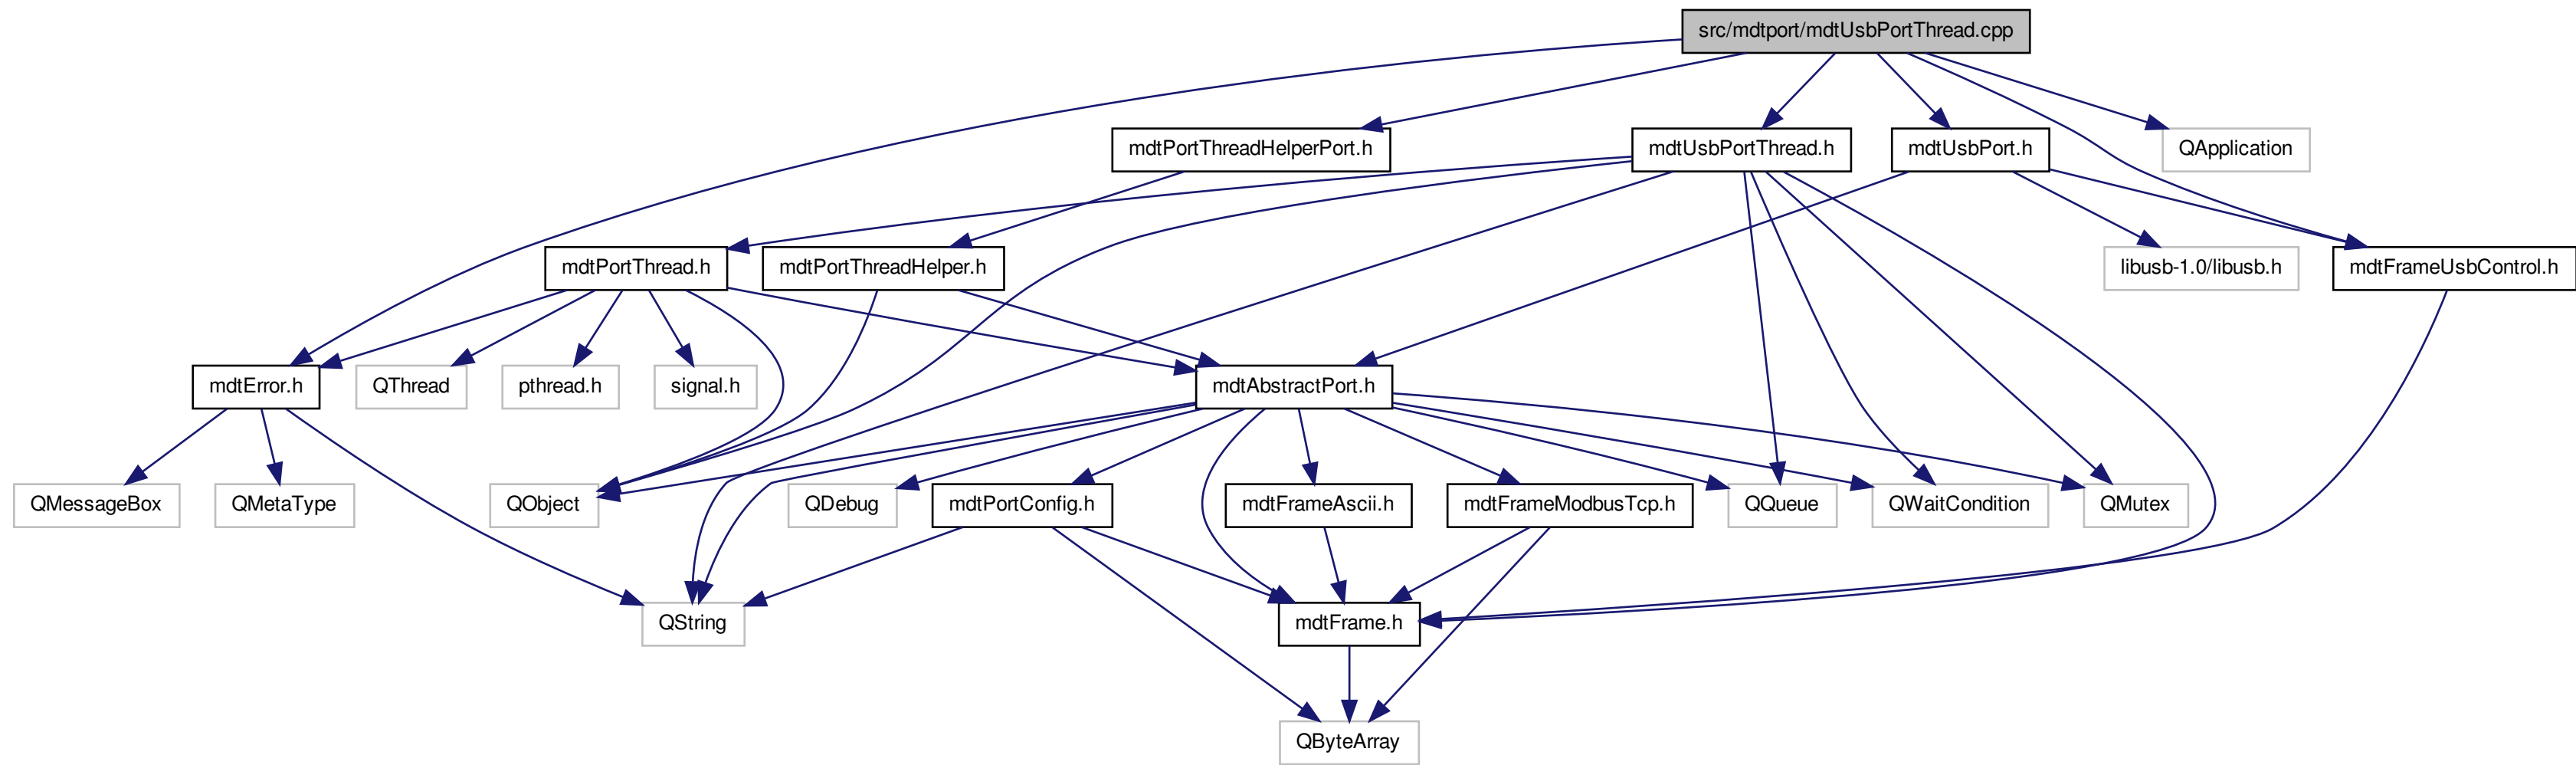 src/mdtport/mdtUsbPortThread.cpp
mdtPortThreadHelperPort.h
mdtUsbPortThread.h
mdtUsbPort.h
QApplication
mdtPortThread.h
mdtPortThreadHelper.h
libusb-1.0/libusb.h
mdtFrameUsbControl.h
mdtError.h
QThread
pthread.h
signal.h
mdtAbstractPort.h
QMessageBox
QMetaType
QObject
QDebug
mdtPortConfig.h
mdtFrameAscii.h
mdtFrameModbusTcp.h
QQueue
QWaitCondition
QMutex
QString
mdtFrame.h
QByteArray